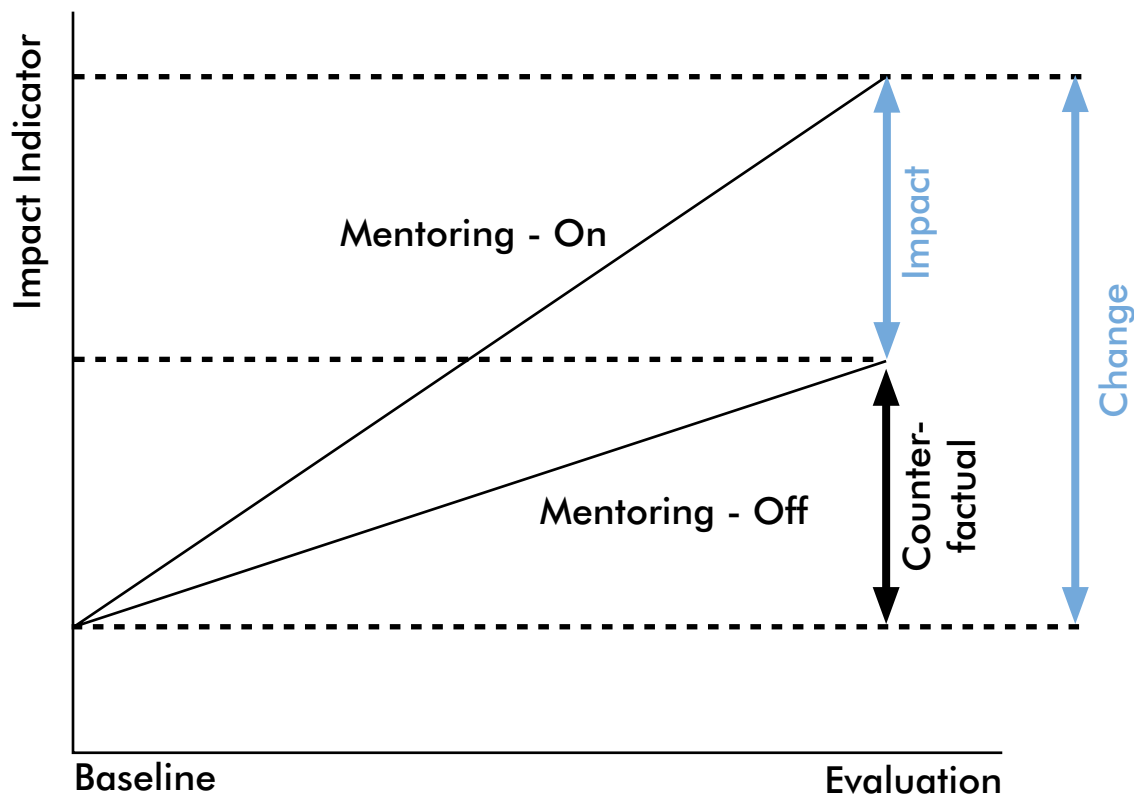 Impact Indicator
Mentoring - On
Impact
Change
Mentoring - Off
Counter-
factual
Baseline
Evaluation